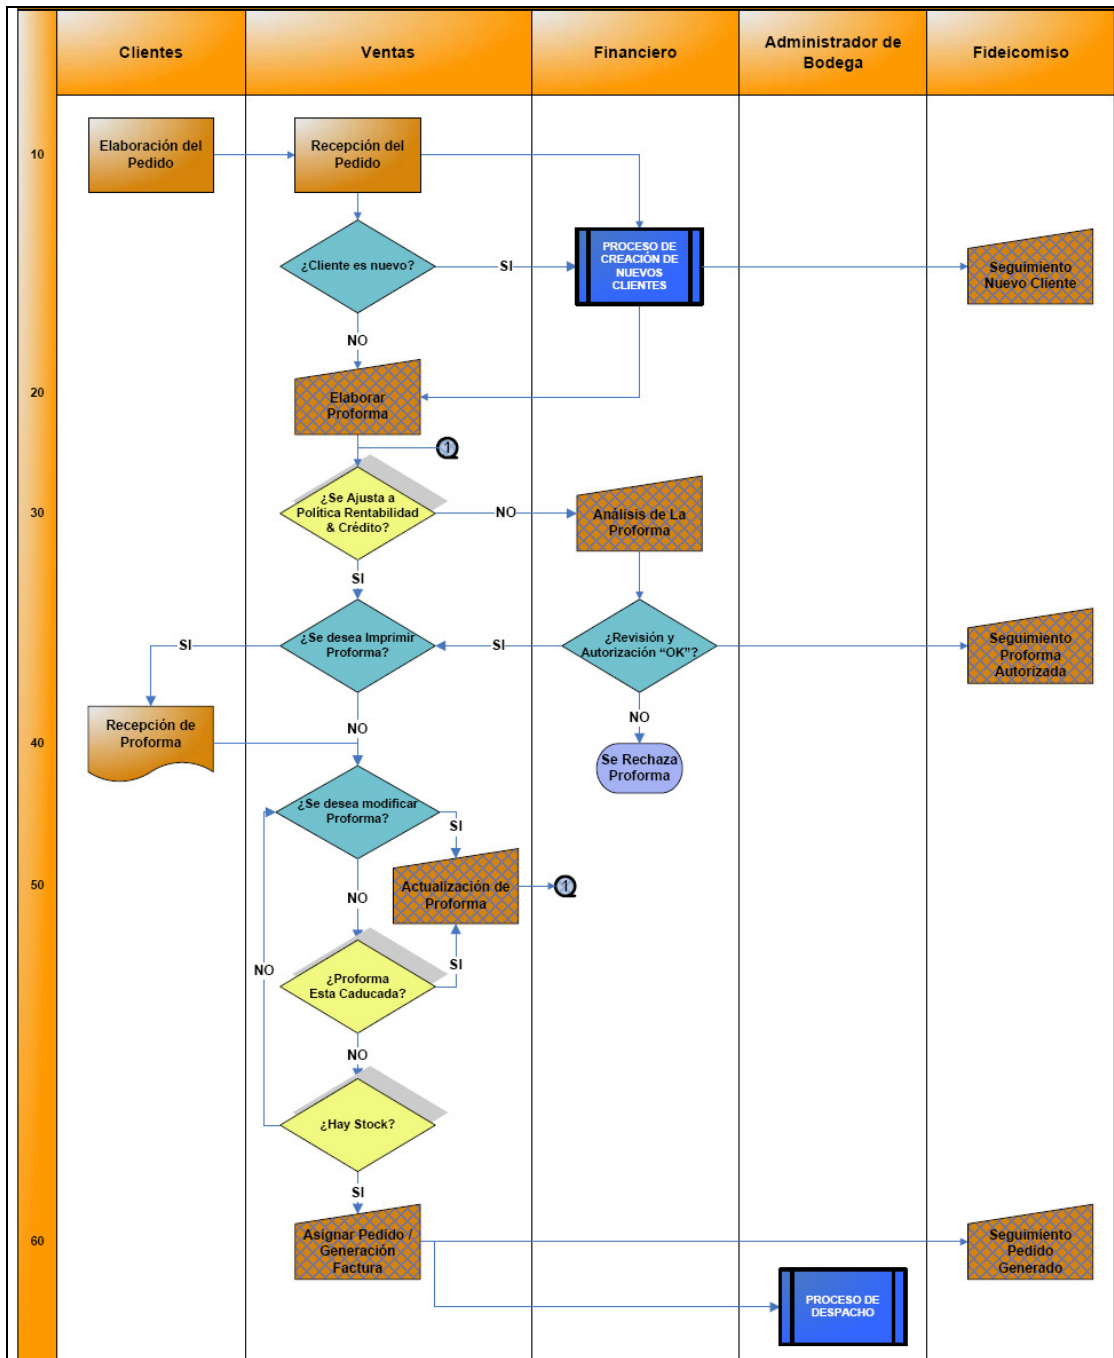 Clientes
Ventas
Financiero
Administrador de
Bodega
Fideicomiso
10
Elaboración del
Pedido
Recepción del
Pedido
¿Cliente es nuevo?
SI
PROCESO DE
CREACIÓN DE
NUEVOS
CLIENTES
Seguimiento
Nuevo Cliente
NO
20
Elaborar
Proforma
1
30
¿Se Ajusta a
Política Rentabilidad
& Crédito?
NO
Análisis de La
Proforma
SI
SI
¿Se desea Imprimir
Proforma?
SI
¿Revisión y
Autorización “OK”?
Seguimiento
Proforma
Autorizada
NO
NO
40
Recepción de
Proforma
Se Rechaza
Proforma
¿Se desea modificar
Proforma?
SI
50
NO
Actualización de
Proforma
1
NO
¿Proforma
Esta Caducada?
SI
NO
¿Hay Stock?
SI
60
Asignar Pedido /
Generación
Factura
Seguimiento
Pedido
Generado
PROCESO DE
DESPACHO